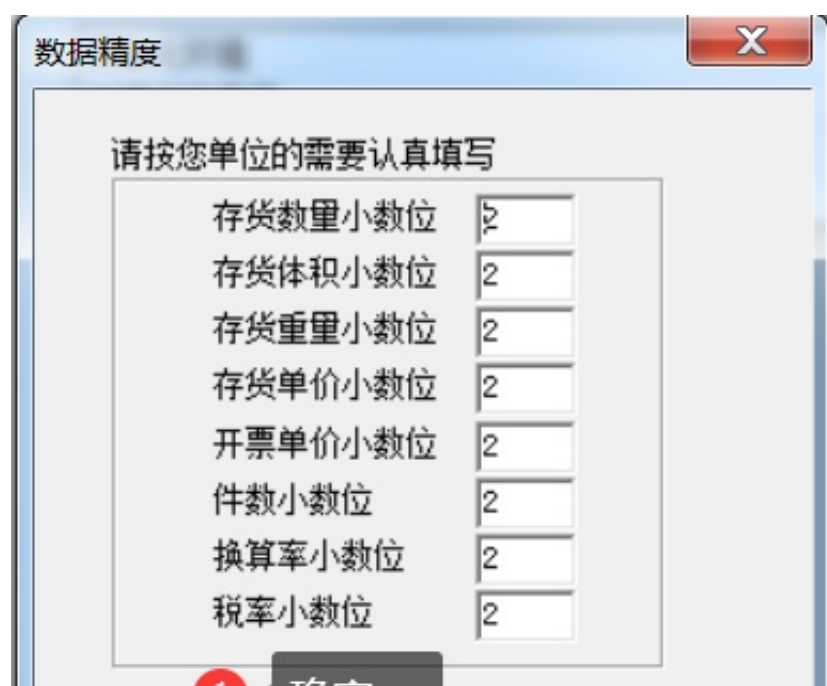 数据精度
请按您单位的需要认真填写
存货数量小数位 2
存货体积小数位 2
存货重量小数位 2
存货单价小数位 2
开票单价小数位 2
件数小数位 2
换算率小数位 2
税率小数位 2